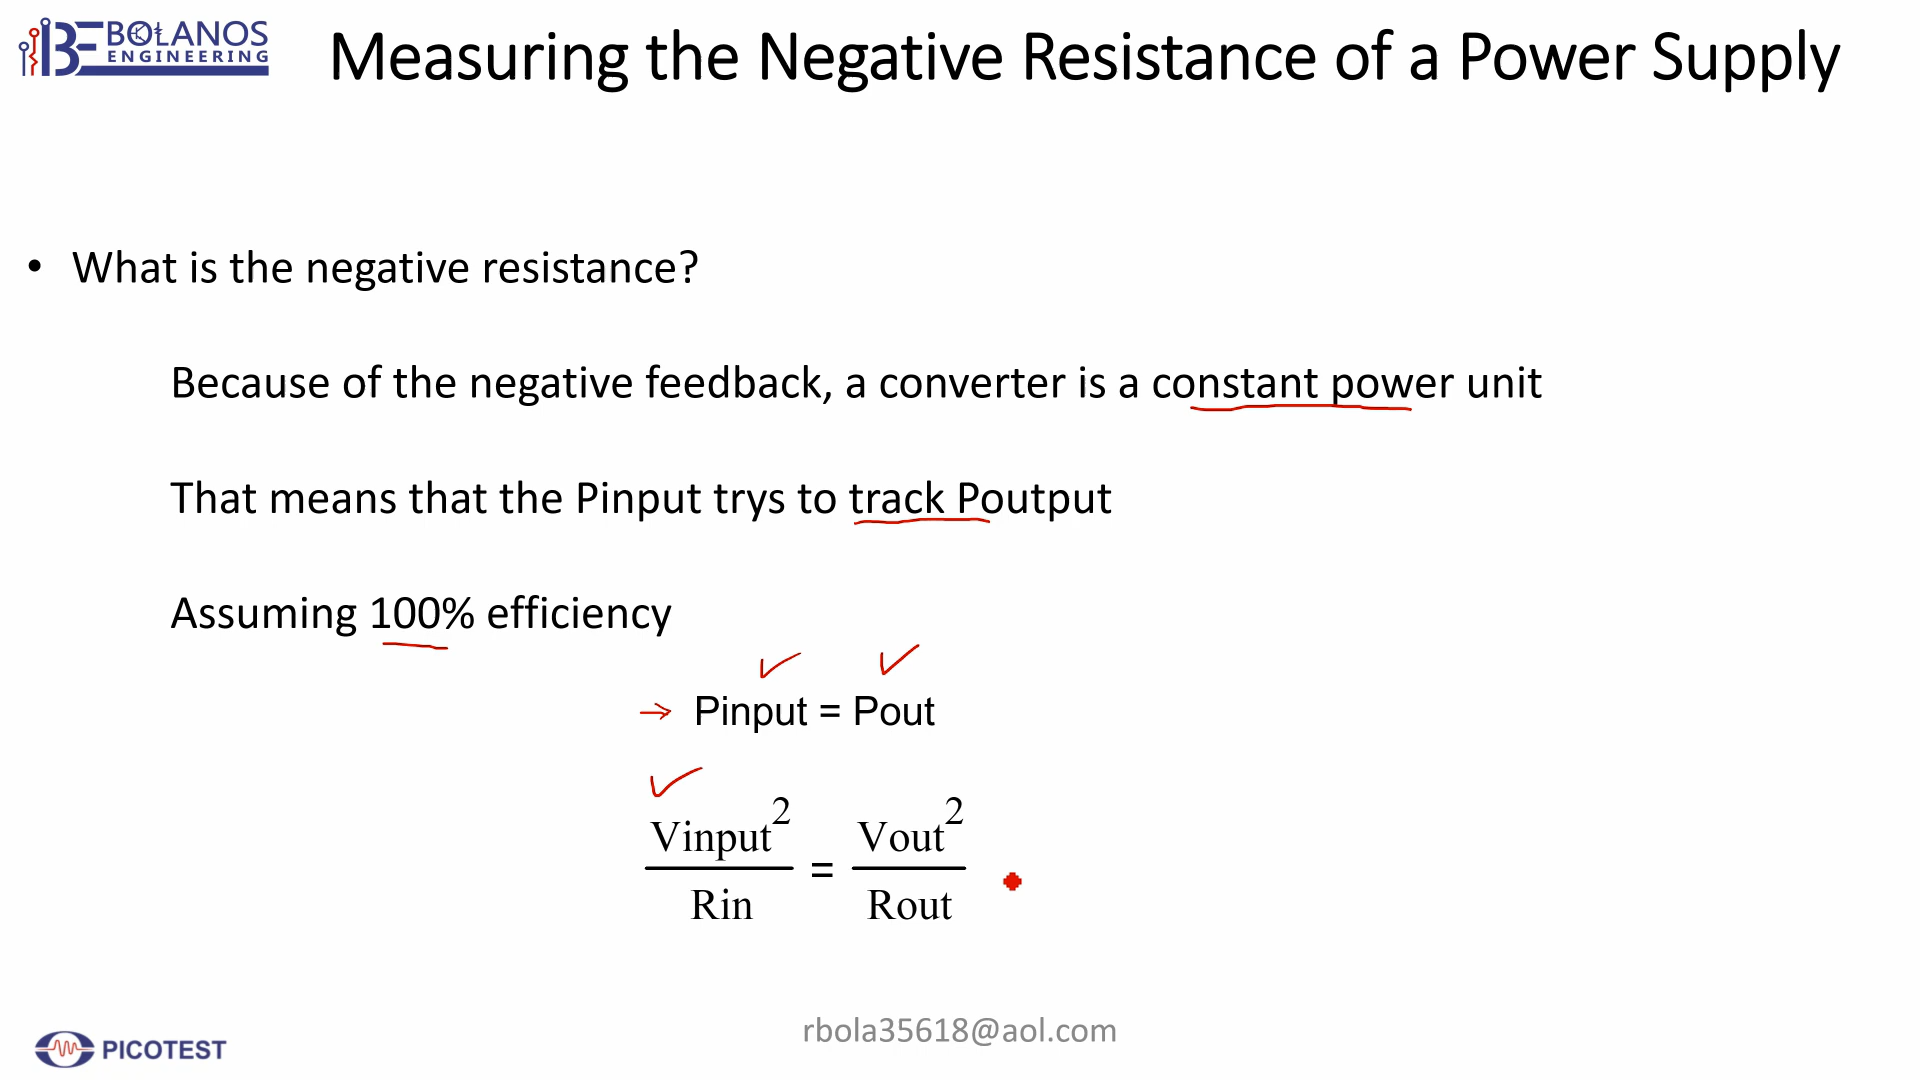 BOLANOS
ENGINEERING
Measuring the Negative Resistance of a Power Supply
• What is the negative resistance?
Because of the negative feedback, a converter is a constant power unit
That means that the Pinput trys to track Poutput
Assuming 100% efficiency
→ Pinput = Pout
Vinput² / Rin = Vout² / Rout
rbola35618@aol.com
PICOTEST